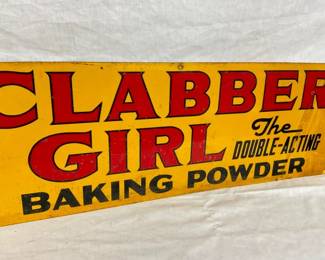 CLABBER
GIRL The
DOUBLE-ACTING
BAKING POWDER